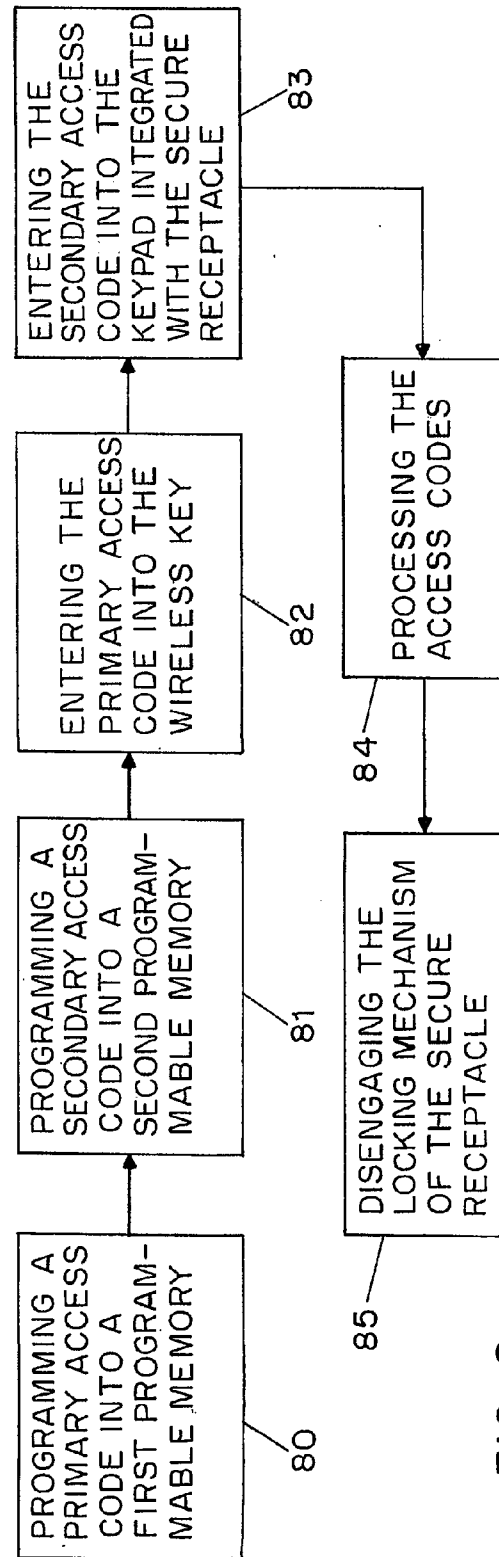 PROGRAMMING A
PRIMARY ACCESS
CODE INTO A
FIRST PROGRAM-
MABLE MEMORY
80
PROGRAMMING A
SECONDARY ACCESS
CODE INTO A
SECOND PROGRAM-
MABLE MEMORY
81
ENTERING THE
PRIMARY ACCESS
CODE INTO THE
WIRELESS KEY
82
ENTERING THE
SECONDARY ACCESS
CODE INTO THE
KEYPAD INTEGRATED
WITH THE SECURE
RECEPTACLE
83
PROCESSING THE
ACCESS CODES
84
DISENGAGING THE
LOCKING MECHANISM
OF THE SECURE
RECEPTACLE
85
FIG.